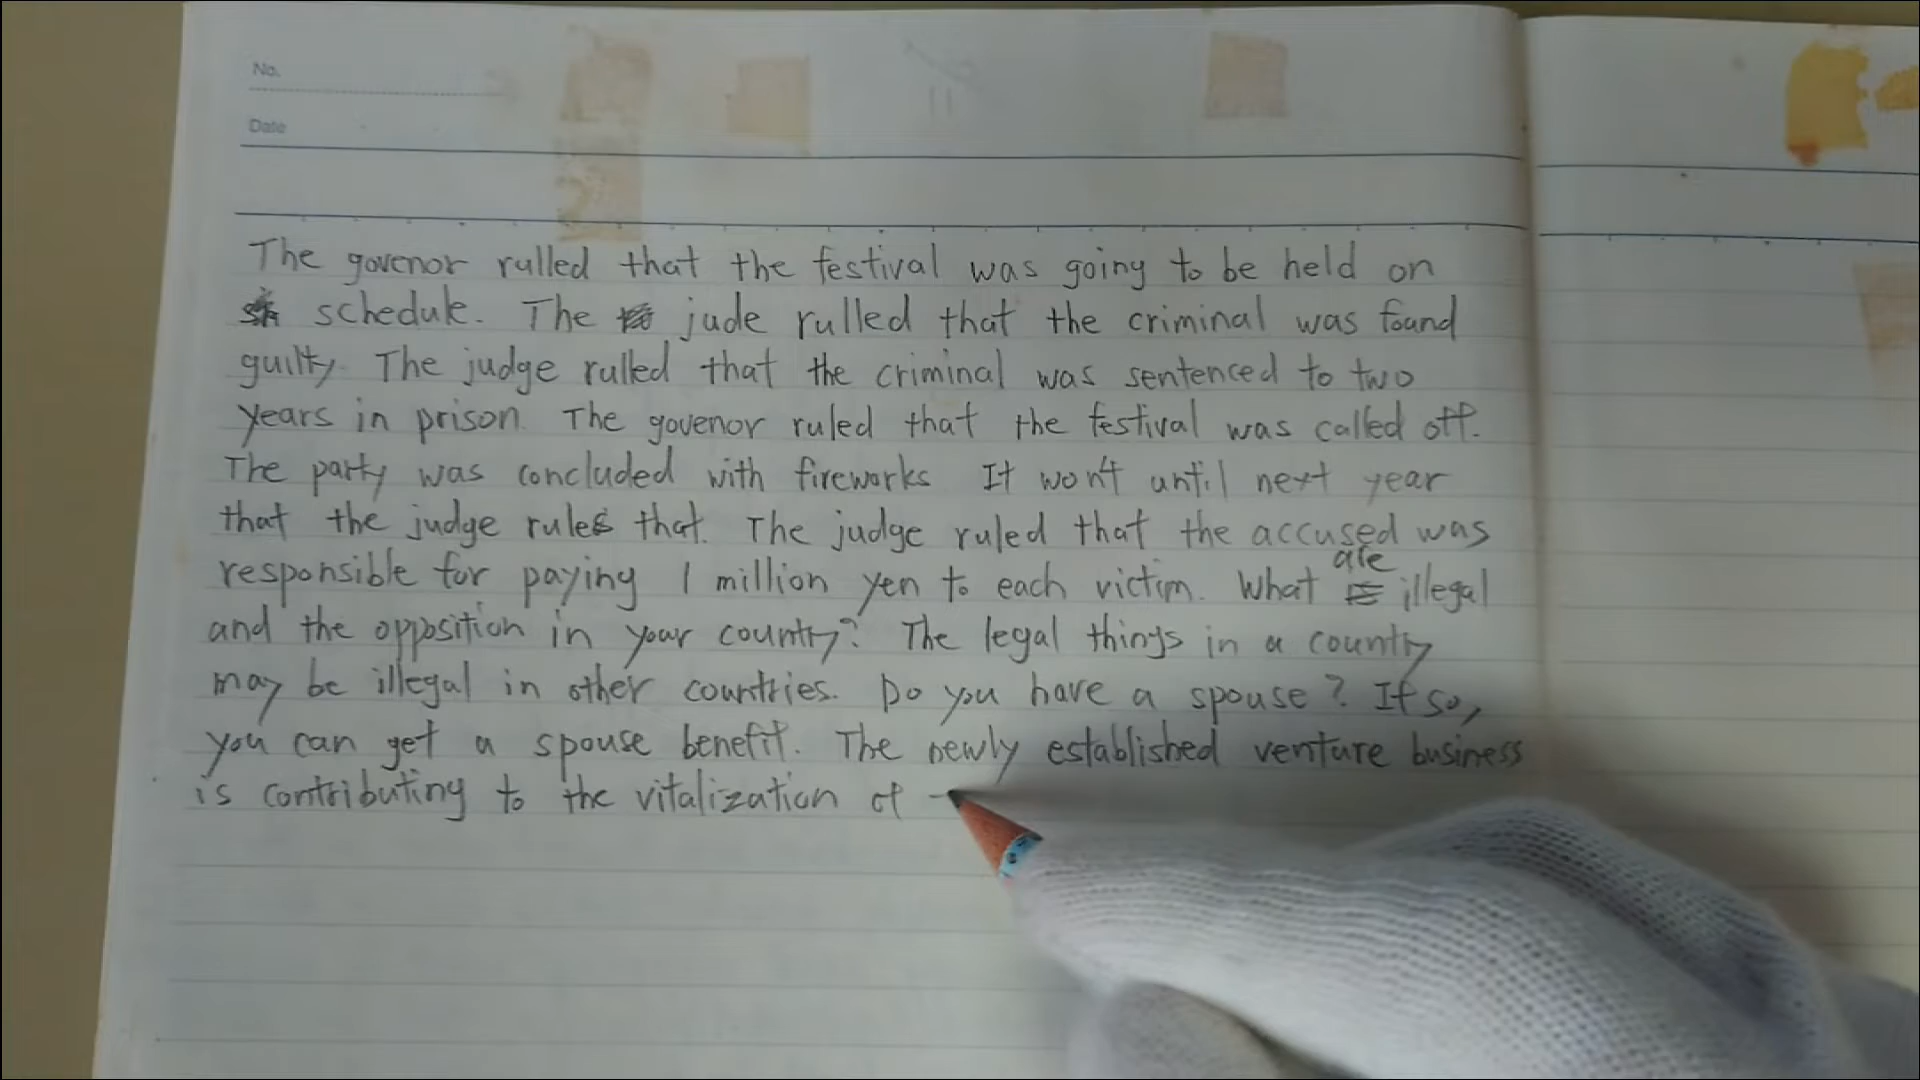 No.
Date
The govenor rulled that the festival was going to be held on
schedule. The jude rulled that the criminal was found
guilty. The judge rulled that the criminal was sentenced to two
years in prison. The govenor ruled that the festival was called off.
The party was concluded with fireworks It won't until next year
that the judge rules that. The judge ruled that the accused was
responsible for paying 1 million yen to each victim. What are illegal
and the opposition in your country? The legal things in a country
may be illegal in other countries. Do you have a spouse? If so,
you can get a spouse benefit. The newly established venture business
is contributing to the vitalization of